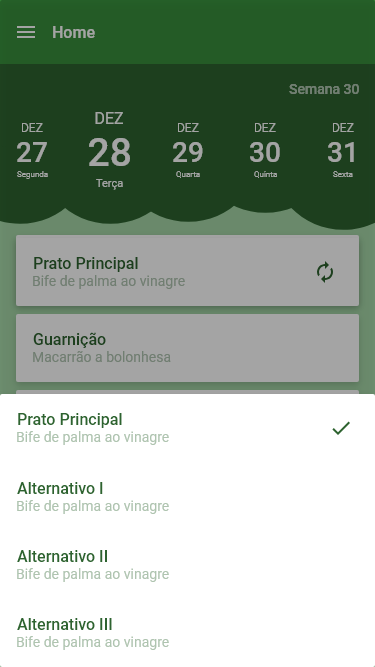 Home
Semana 30
DEZ DEZ DEZ DEZ DEZ
27 28 29 30 31
Segunda Terça Quarta Quinta Sexta
Prato Principal
Bife de palma ao vinagre
Guarnição
Macarrão a bolonhesa
Prato Principal
Bife de palma ao vinagre
Alternativo I
Bife de palma ao vinagre
Alternativo II
Bife de palma ao vinagre
Alternativo III
Bife de palma ao vinagre